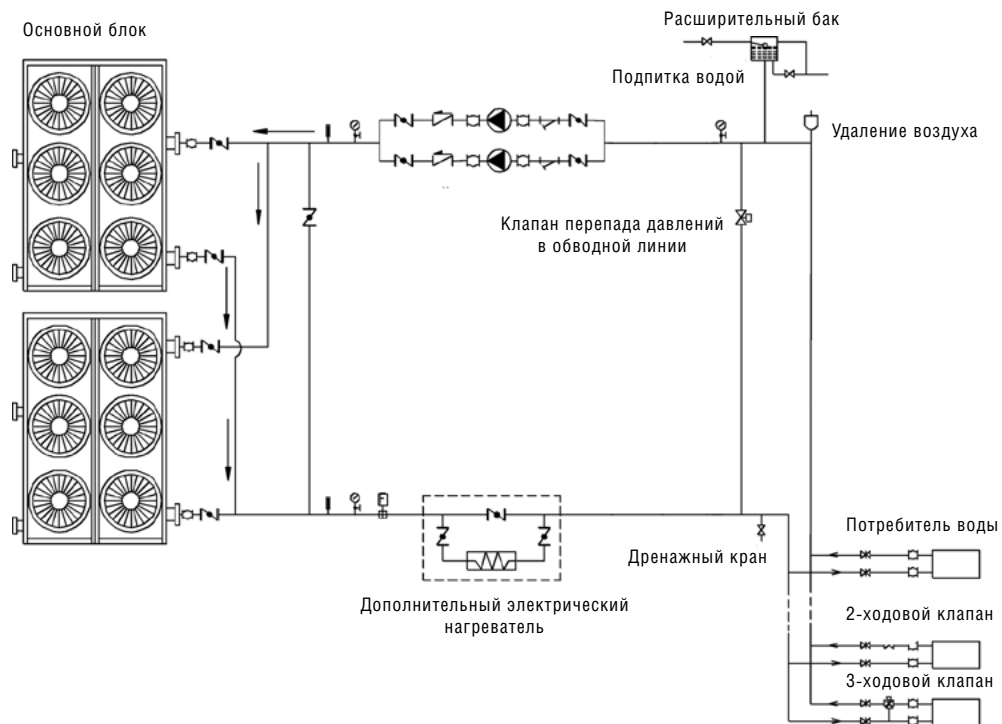 Расширительный бак
Основной блок
Подпитка водой
Удаление воздуха
Клапан перепада давлений
в обводной линии
Потребитель воды
Дренажный кран
Дополнительный электрический
нагреватель
2-ходовой клапан
3-ходовой клапан